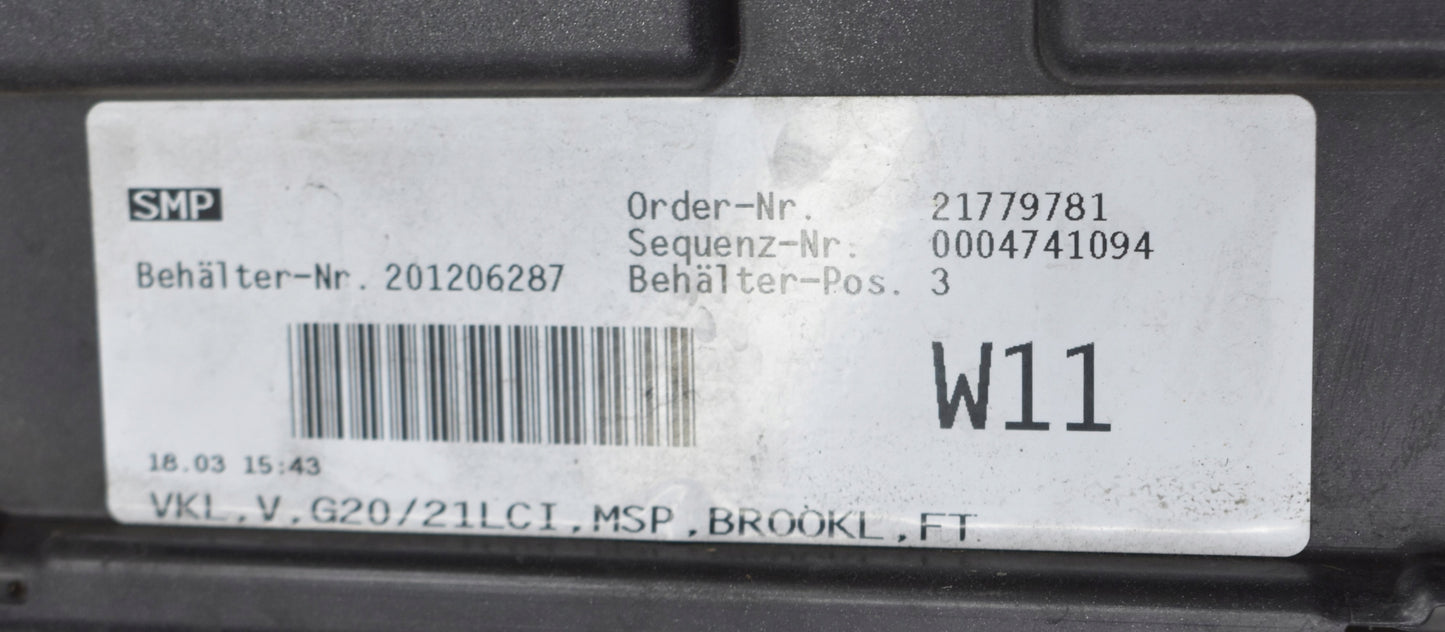 SMP
Order-Nr. 21779781
Sequenz-Nr. 0004741094
Behälter-Nr. 201206287 Behälter-Pos. 3
W11
18.03 15:43
VKL,V,G20/21LCI,MSP,BROOKL,FT